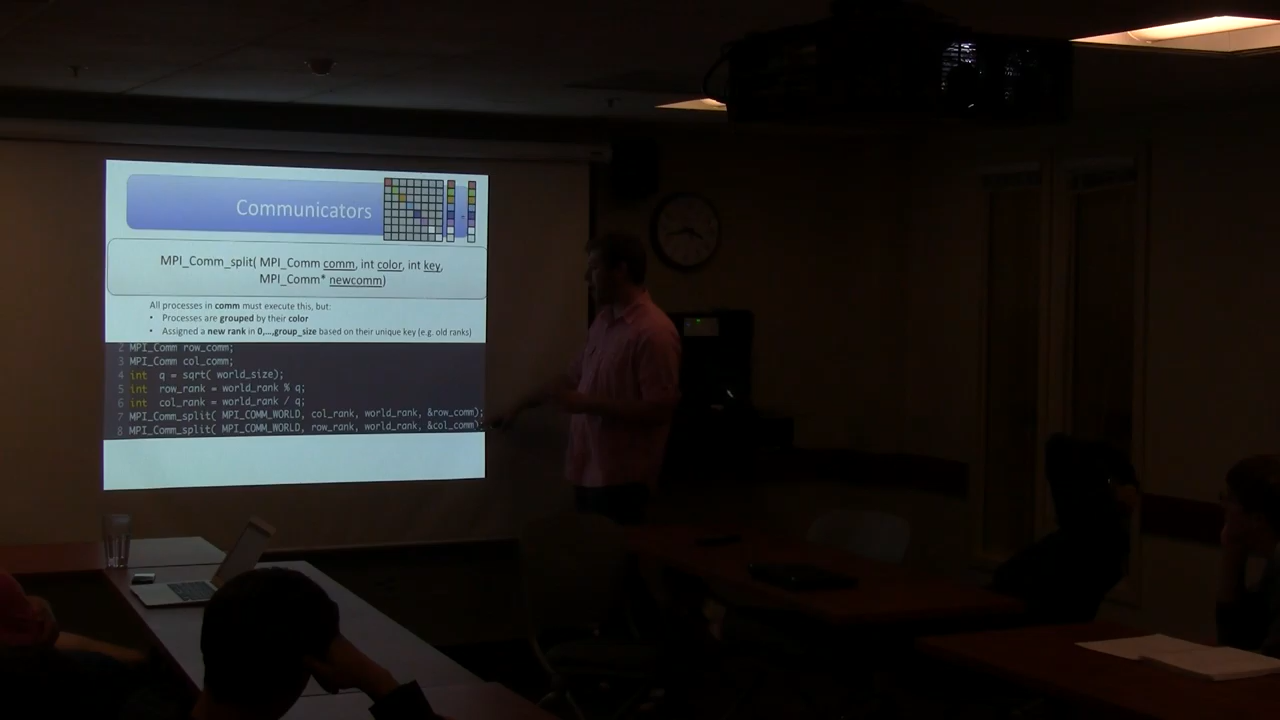 Communicators
MPI_Comm_split( MPI_Comm comm, int color, int key,
MPI_Comm* newcomm)
All processes in comm must execute this, but:
• Processes are grouped by their color
• Assigned a new rank in 0,...,group_size based on their unique key (e.g. old ranks)
2 MPI_Comm row_comm;
3 MPI_Comm col_comm;
4 int q = sqrt( world_size);
5 int row_rank = world_rank % q;
6 int col_rank = world_rank / q;
7 MPI_Comm_split( MPI_COMM_WORLD, col_rank, world_rank, &row_comm);
8 MPI_Comm_split( MPI_COMM_WORLD, row_rank, world_rank, &col_comm);